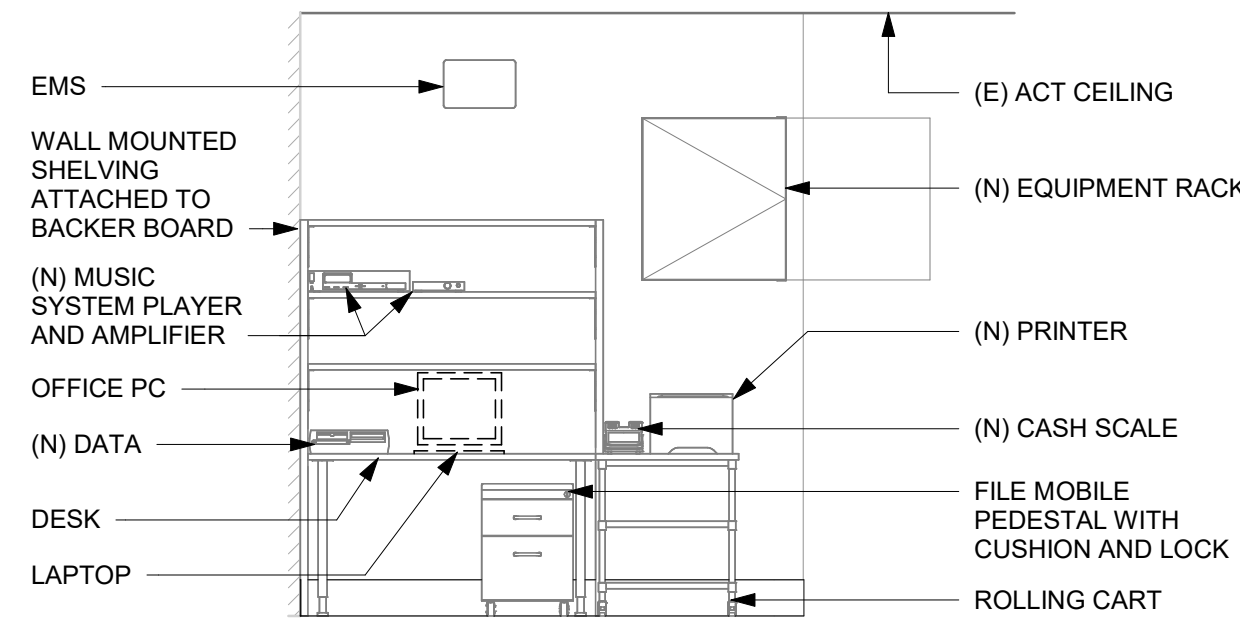 EMS
WALL MOUNTED
SHELVING
ATTACHED TO
BACKER BOARD
(N) MUSIC
SYSTEM PLAYER
AND AMPLIFIER
OFFICE PC
(N) DATA
DESK
LAPTOP
(E) ACT CEILING
(N) EQUIPMENT RACK
(N) PRINTER
(N) CASH SCALE
FILE MOBILE
PEDESTAL WITH
CUSHION AND LOCK
ROLLING CART